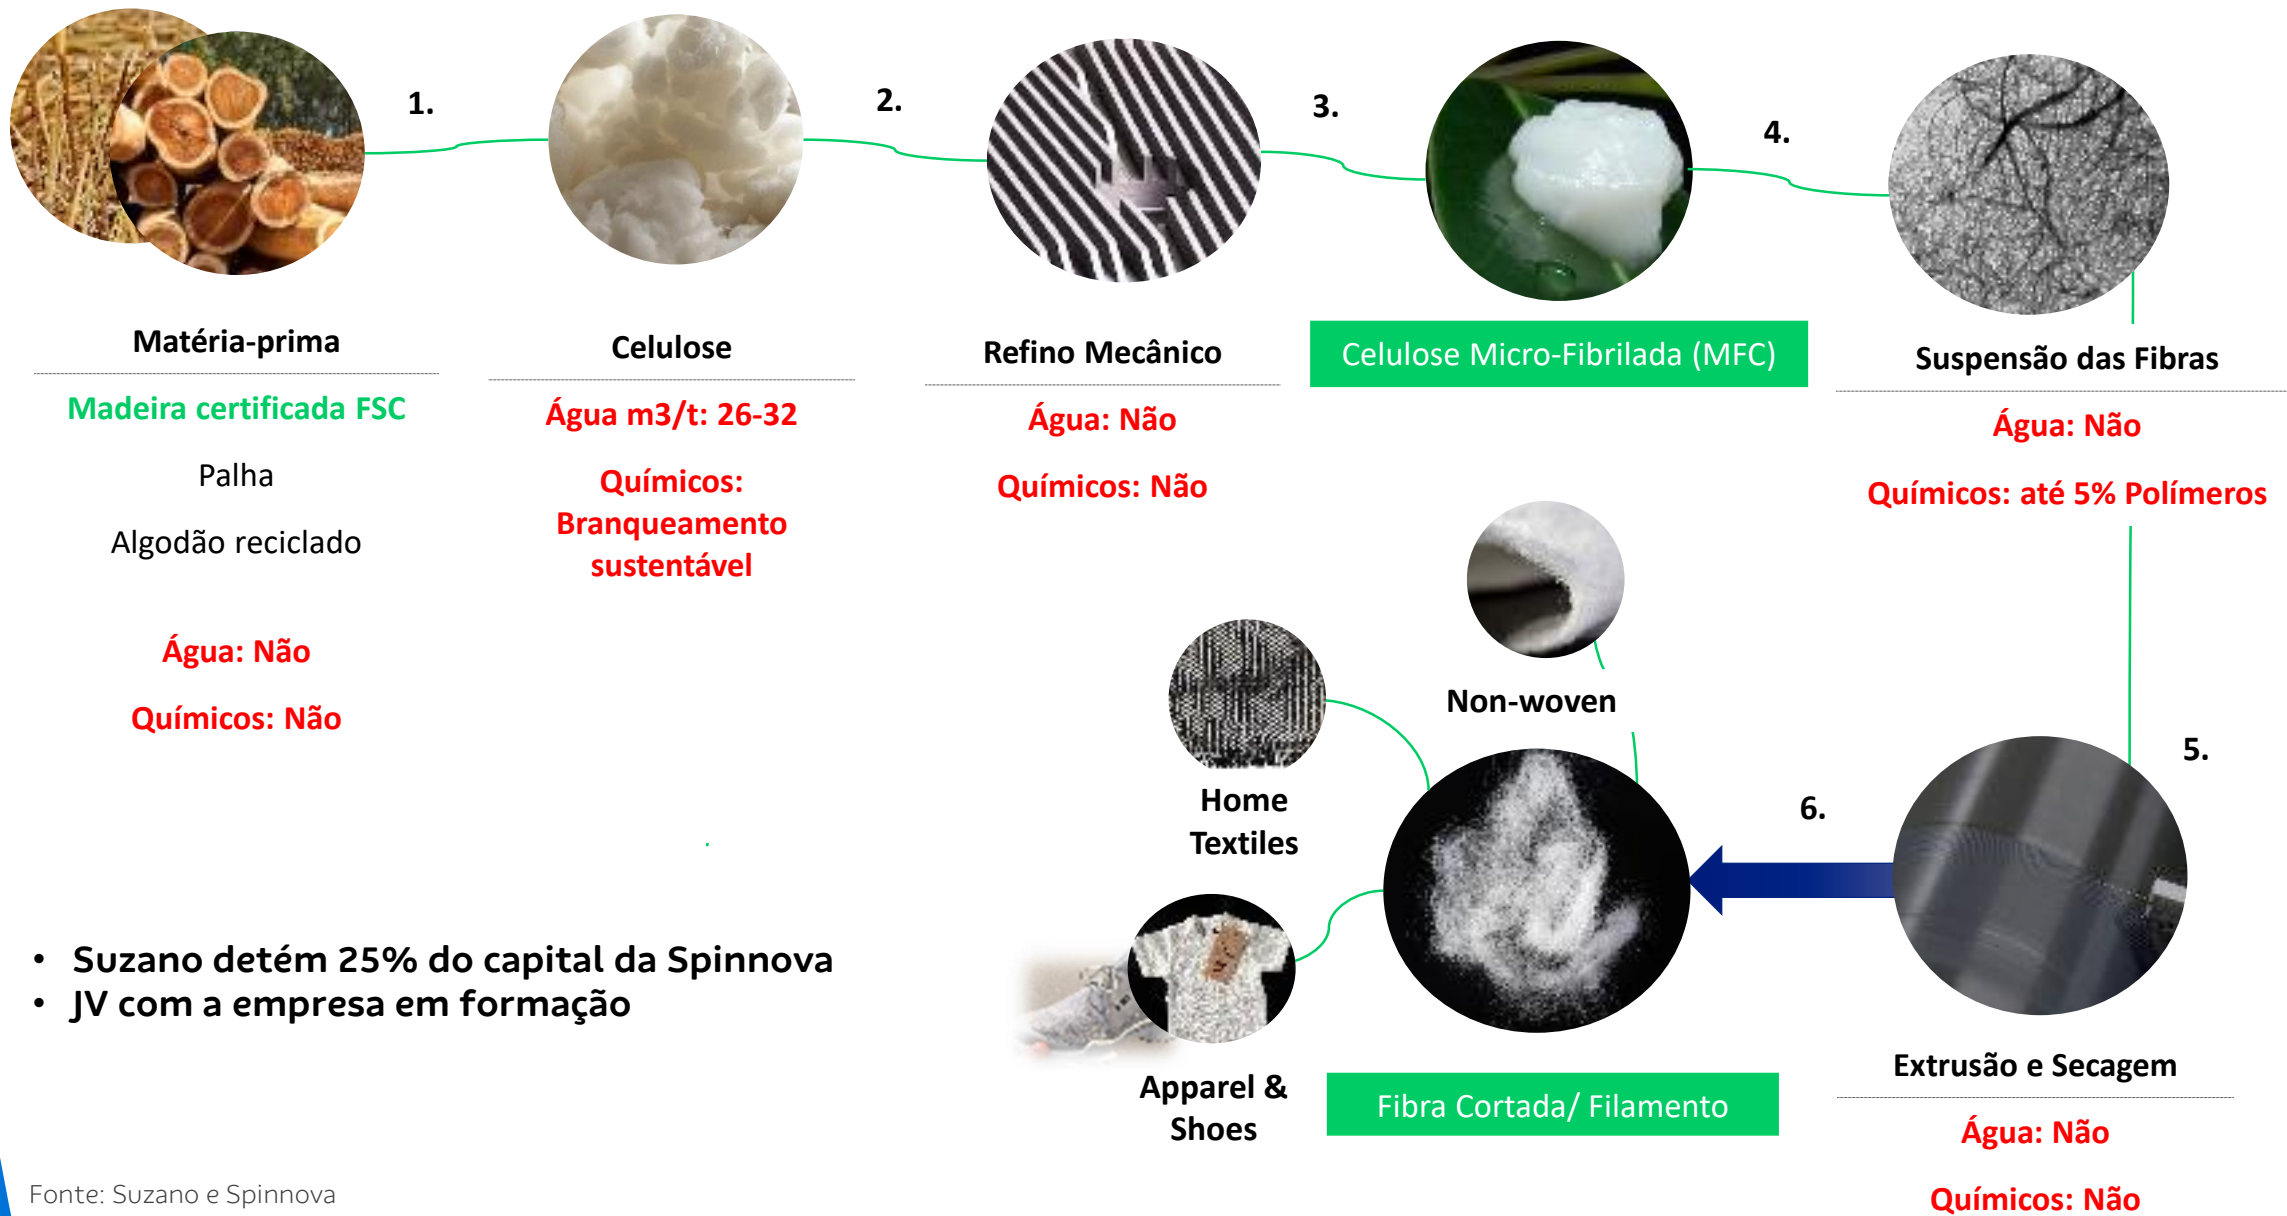 1.
2.
3.
4.
Matéria-prima
Madeira certificada FSC
Palha
Algodão reciclado
Água: Não
Químicos: Não
Celulose
Água m3/t: 26-32
Químicos:
Branqueamento
sustentável
Refino Mecânico
Água: Não
Químicos: Não
Celulose Micro-Fibrilada (MFC)
Suspensão das Fibras
Água: Não
Químicos: até 5% Polímeros
5.
6.
Extrusão e Secagem
Água: Não
Químicos: Não
Non-woven
Home
Textiles
Apparel &
Shoes
Fibra Cortada/ Filamento
• Suzano detém 25% do capital da Spinnova
• JV com a empresa em formação
Fonte: Suzano e Spinnova